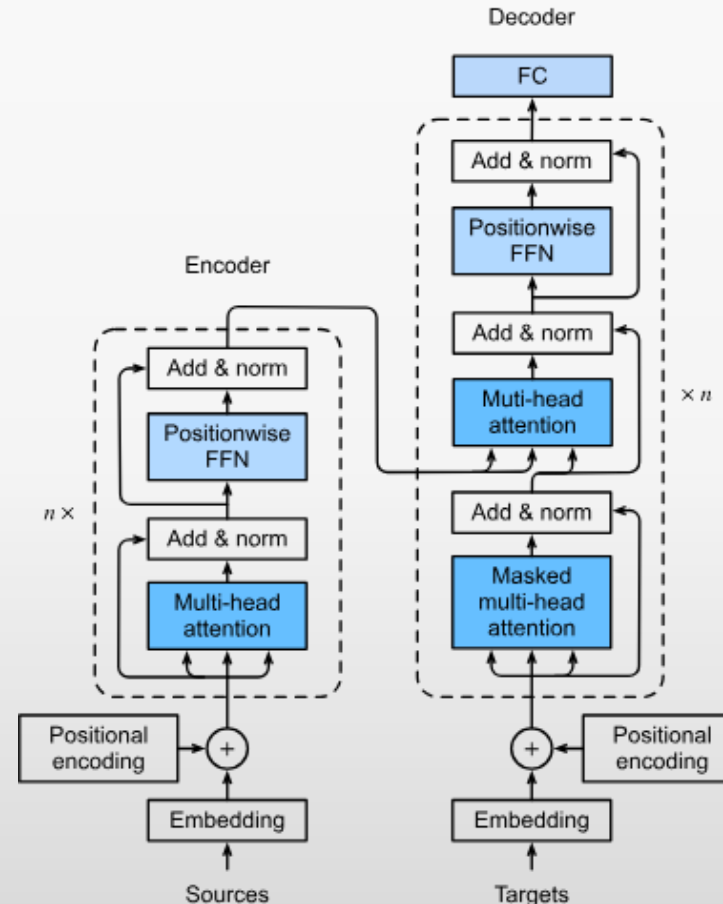 Decoder
FC
Add & norm
Positionwise
FFN
Add & norm
Muti-head
attention
× n
Add & norm
Masked
multi-head
attention
Positional
encoding
Embedding
Targets
Encoder
Add & norm
Positionwise
FFN
n ×
Add & norm
Multi-head
attention
Positional
encoding
Embedding
Sources